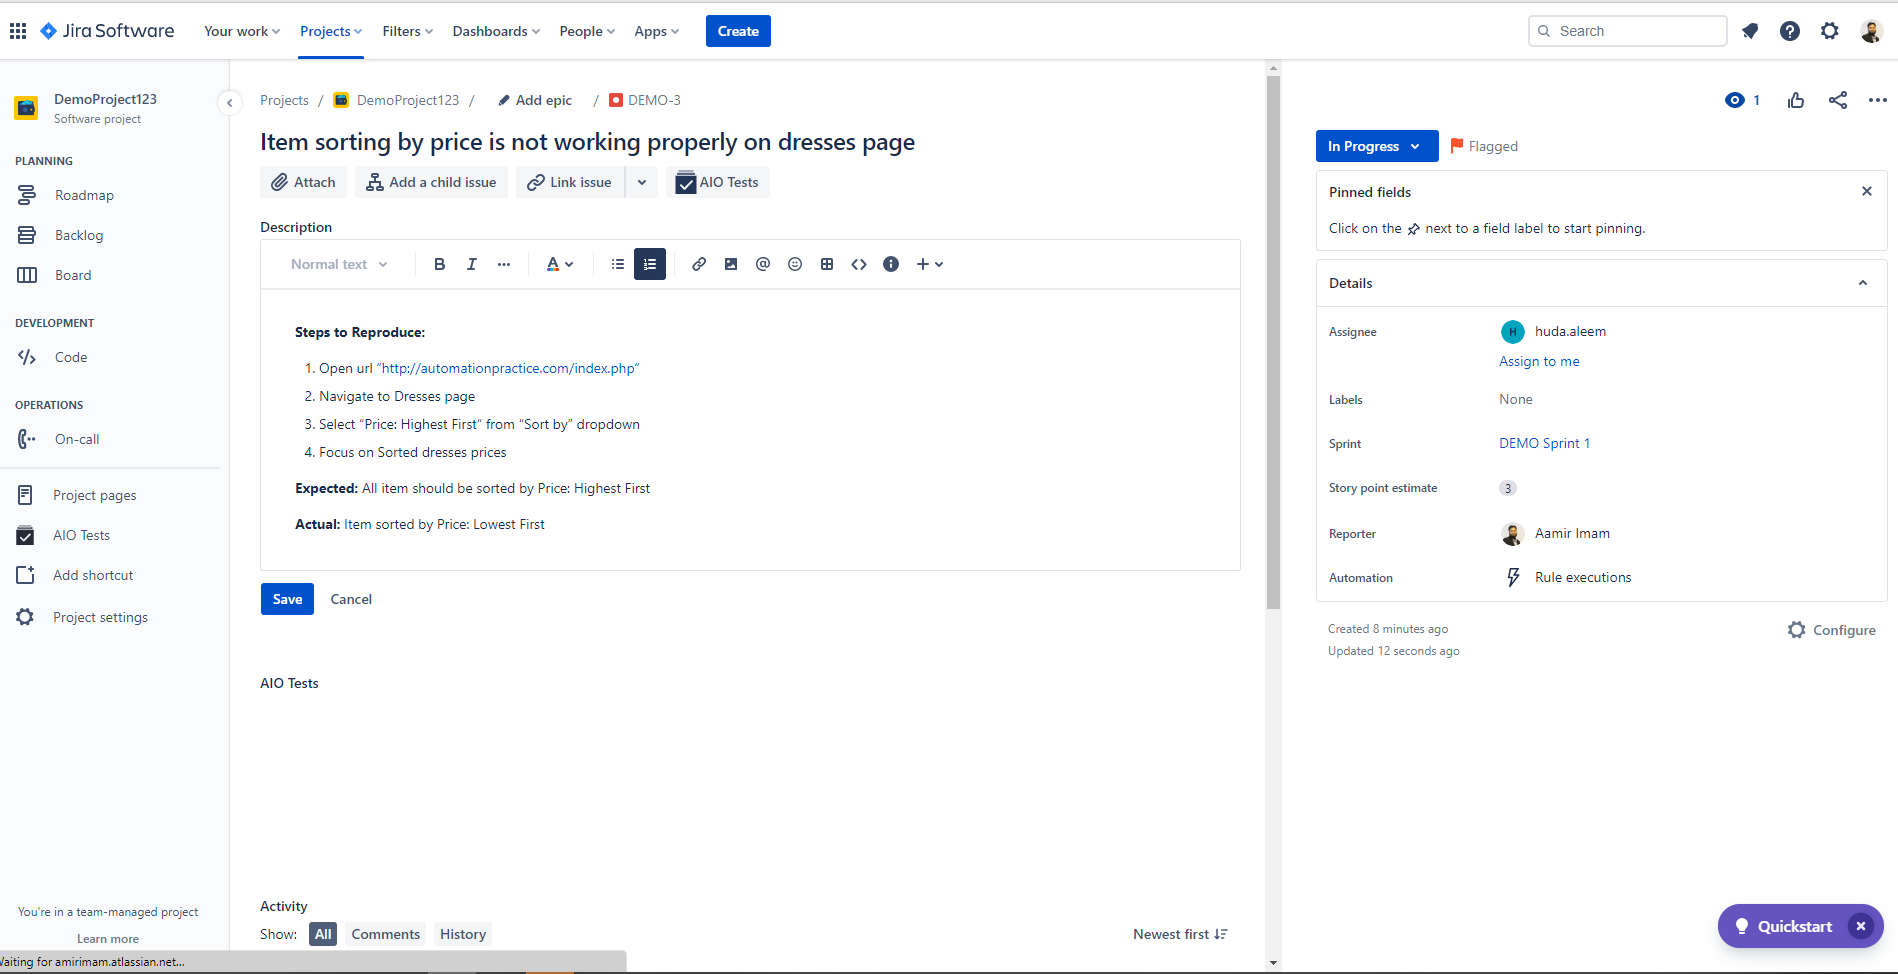 Jira Software Your work Projects Filters Dashboards People Apps Create Search
DemoProject123
Software project
PLANNING
Roadmap
Backlog
Board
DEVELOPMENT
Code
OPERATIONS
On-call
Project pages
AIO Tests
Add shortcut
Project settings
You're in a team-managed project
Learn more
Projects / DemoProject123 / Add epic / DEMO-3
Item sorting by price is not working properly on dresses page
Attach Add a child issue Link issue AIO Tests
Description
Normal text B I ... A @ <> +
Steps to Reproduce:
1. Open url “http://automationpractice.com/index.php”
2. Navigate to Dresses page
3. Select “Price: Highest First” from “Sort by” dropdown
4. Focus on Sorted dresses prices
Expected: All item should be sorted by Price: Highest First
Actual: Item sorted by Price: Lowest First
Save Cancel
AIO Tests
Activity
Show: All Comments History Newest first
1
In Progress Flagged
Pinned fields
Click on the next to a field label to start pinning.
Details
Assignee H huda.aleem
Assign to me
Labels None
Sprint DEMO Sprint 1
Story point estimate 3
Reporter Aamir Imam
Automation Rule executions
Created 8 minutes ago
Configure
Updated 12 seconds ago
Quickstart
Waiting for amirimam.atlassian.net...